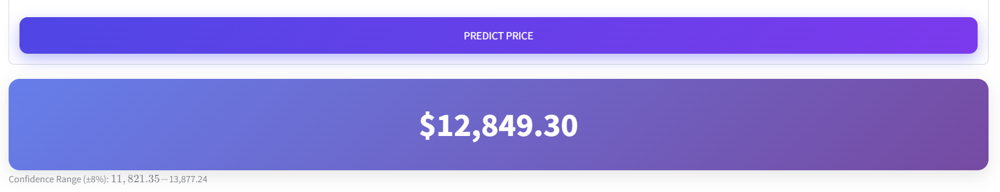 PREDICT PRICE
$12,849.30
Confidence Range (±8%): 11, 821.35−13,877.24